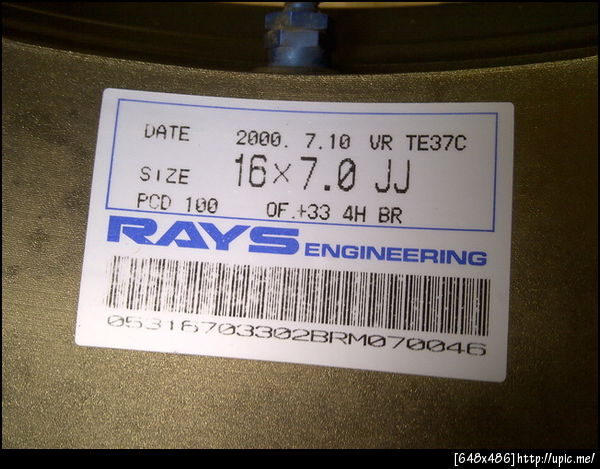 DATE 2000. 7.10 VR TE37C
SIZE 16×7.0 JJ
PCD 100 OF.+33 4H BR
RAYS ENGINEERING
05316703302BRM070046
[648x486]http://upic.me/